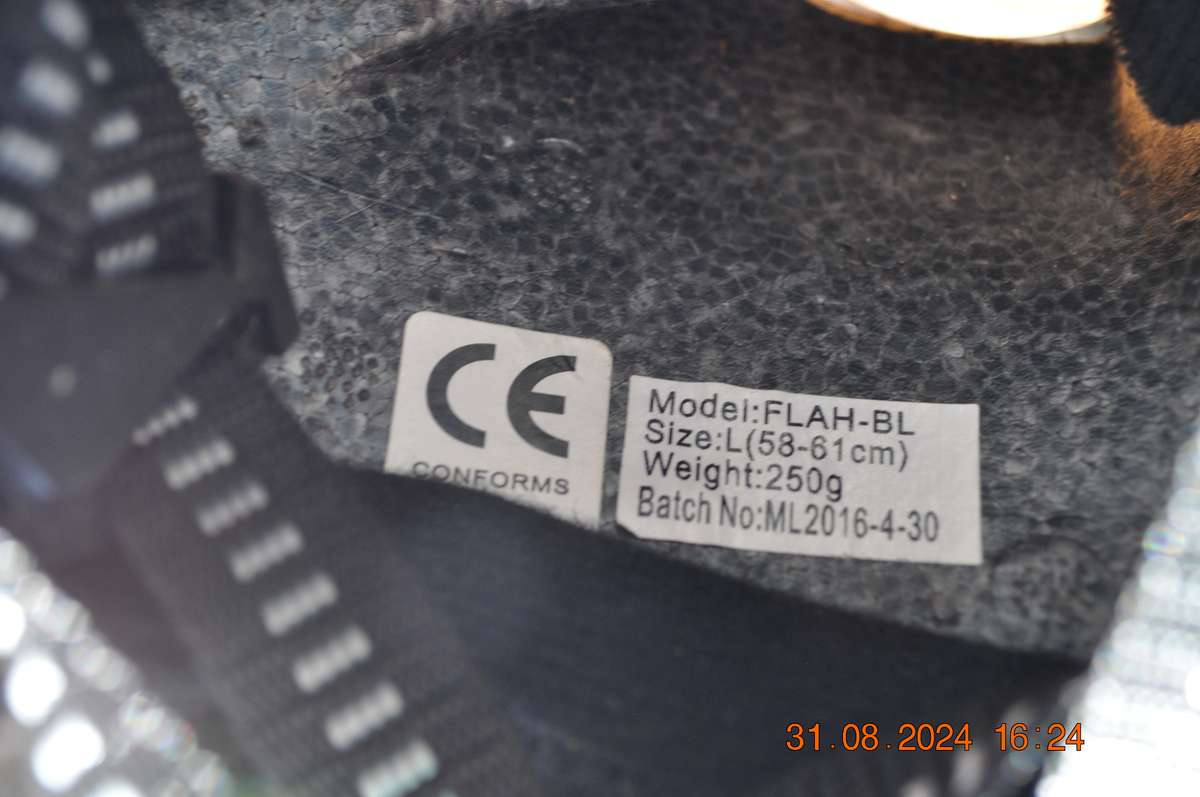 CE
CONFORMS
Model:FLAH-BL
Size:L(58-61cm)
Weight:250g
Batch No:ML2016-4-30
31.08.2024 16:24